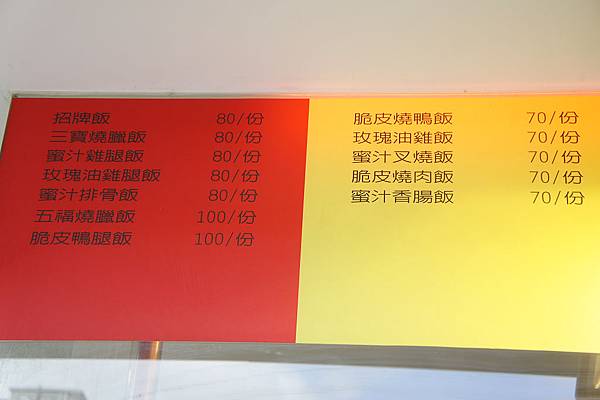 招牌飯 80/份
三寶燒臘飯 80/份
蜜汁雞腿飯 80/份
玫瑰油雞腿飯 80/份
蜜汁排骨飯 80/份
五福燒臘飯 100/份
脆皮鴨腿飯 100/份
脆皮燒鴨飯 70/份
玫瑰油雞飯 70/份
蜜汁叉燒飯 70/份
脆皮燒肉飯 70/份
蜜汁香腸飯 70/份